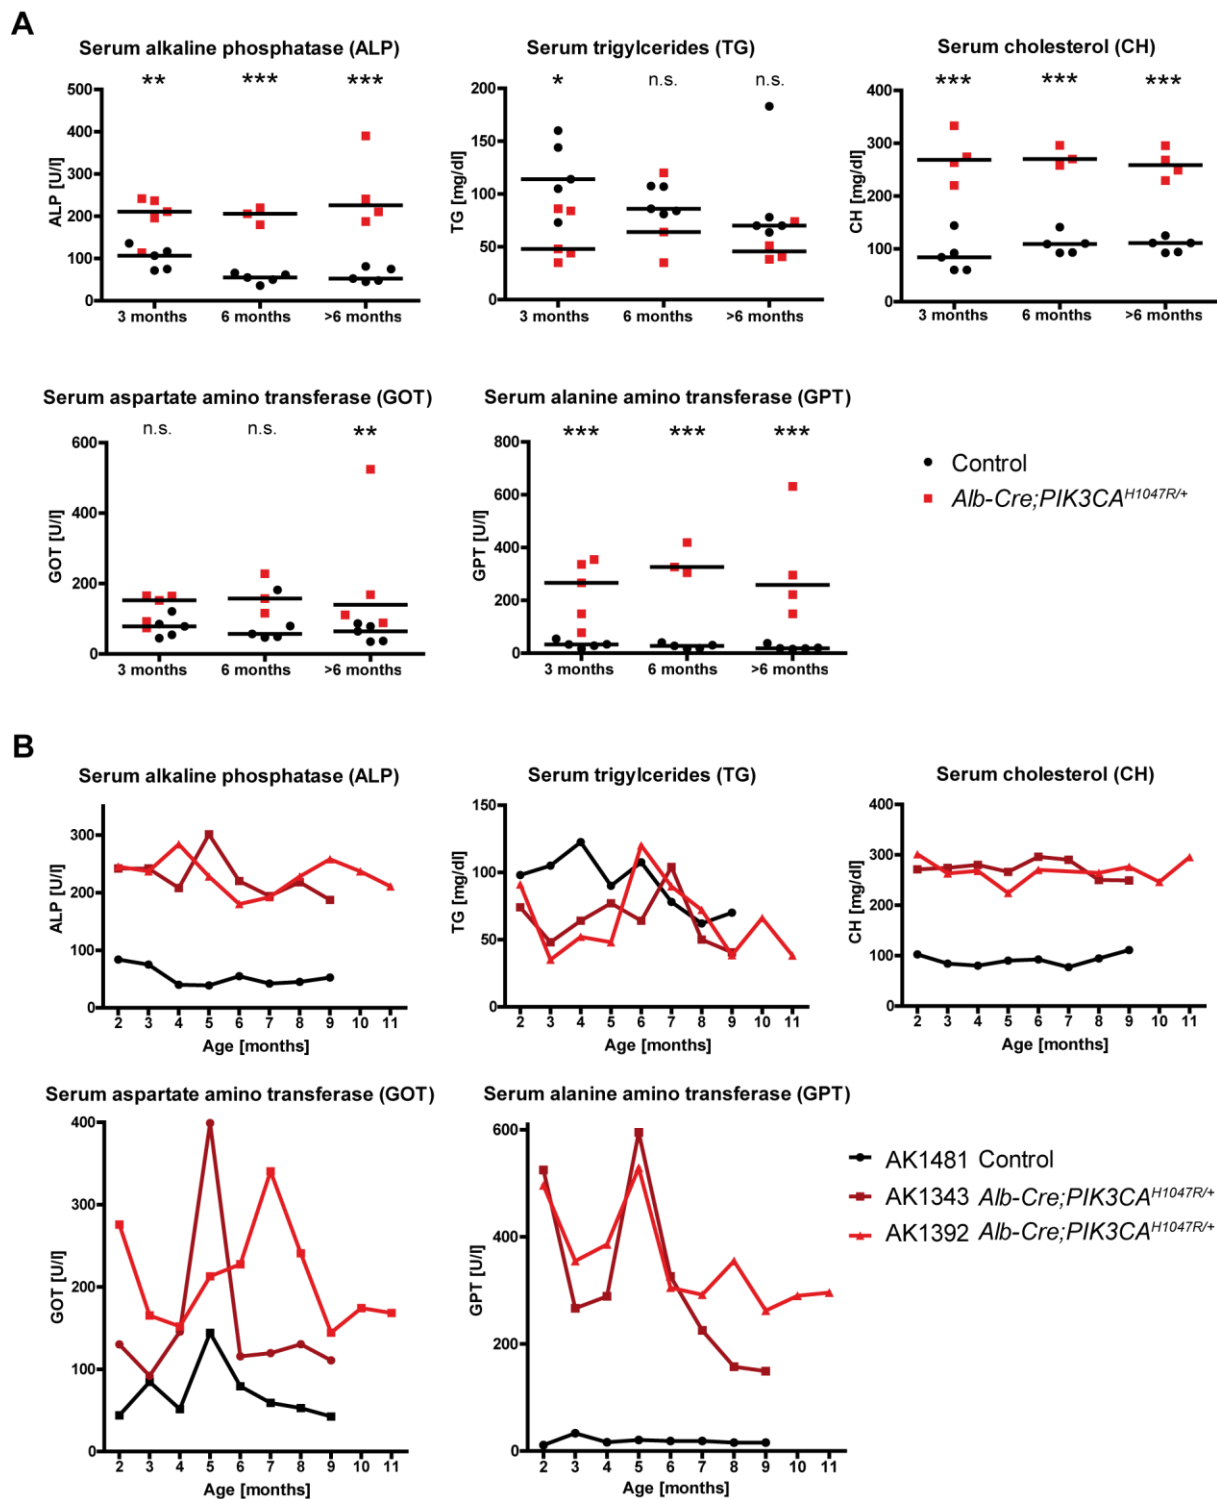 A
Serum alkaline phosphatase (ALP)
** *** ***
500
400
300
200
100
0
ALP [U/l]
3 months 6 months >6 months
Serum trigylcerides (TG)
* n.s. n.s.
200
150
100
50
0
TG [mg/dl]
3 months 6 months >6 months
Serum cholesterol (CH)
*** *** ***
400
300
200
100
0
CH [mg/dl]
3 months 6 months >6 months
Serum aspartate amino transferase (GOT)
n.s. n.s. **
600
400
200
0
GOT [U/l]
3 months 6 months >6 months
Serum alanine amino transferase (GPT)
*** *** ***
800
600
400
200
0
GPT [U/l]
3 months 6 months >6 months
Control
Alb-Cre;PIK3CA^H1047R/+
B
Serum alkaline phosphatase (ALP)
300
200
100
0
ALP [U/l]
2 3 4 5 6 7 8 9 10 11
Age [months]
Serum trigylcerides (TG)
150
100
50
0
TG [mg/dl]
2 3 4 5 6 7 8 9 10 11
Age [months]
Serum cholesterol (CH)
400
300
200
100
0
CH [mg/dl]
2 3 4 5 6 7 8 9 10 11
Age [months]
Serum aspartate amino transferase (GOT)
400
300
200
100
0
GOT [U/l]
2 3 4 5 6 7 8 9 10 11
Age [months]
Serum alanine amino transferase (GPT)
600
400
200
0
GPT [U/l]
2 3 4 5 6 7 8 9 10 11
Age [months]
AK1481 Control
AK1343 Alb-Cre;PIK3CA^H1047R/+
AK1392 Alb-Cre;PIK3CA^H1047R/+